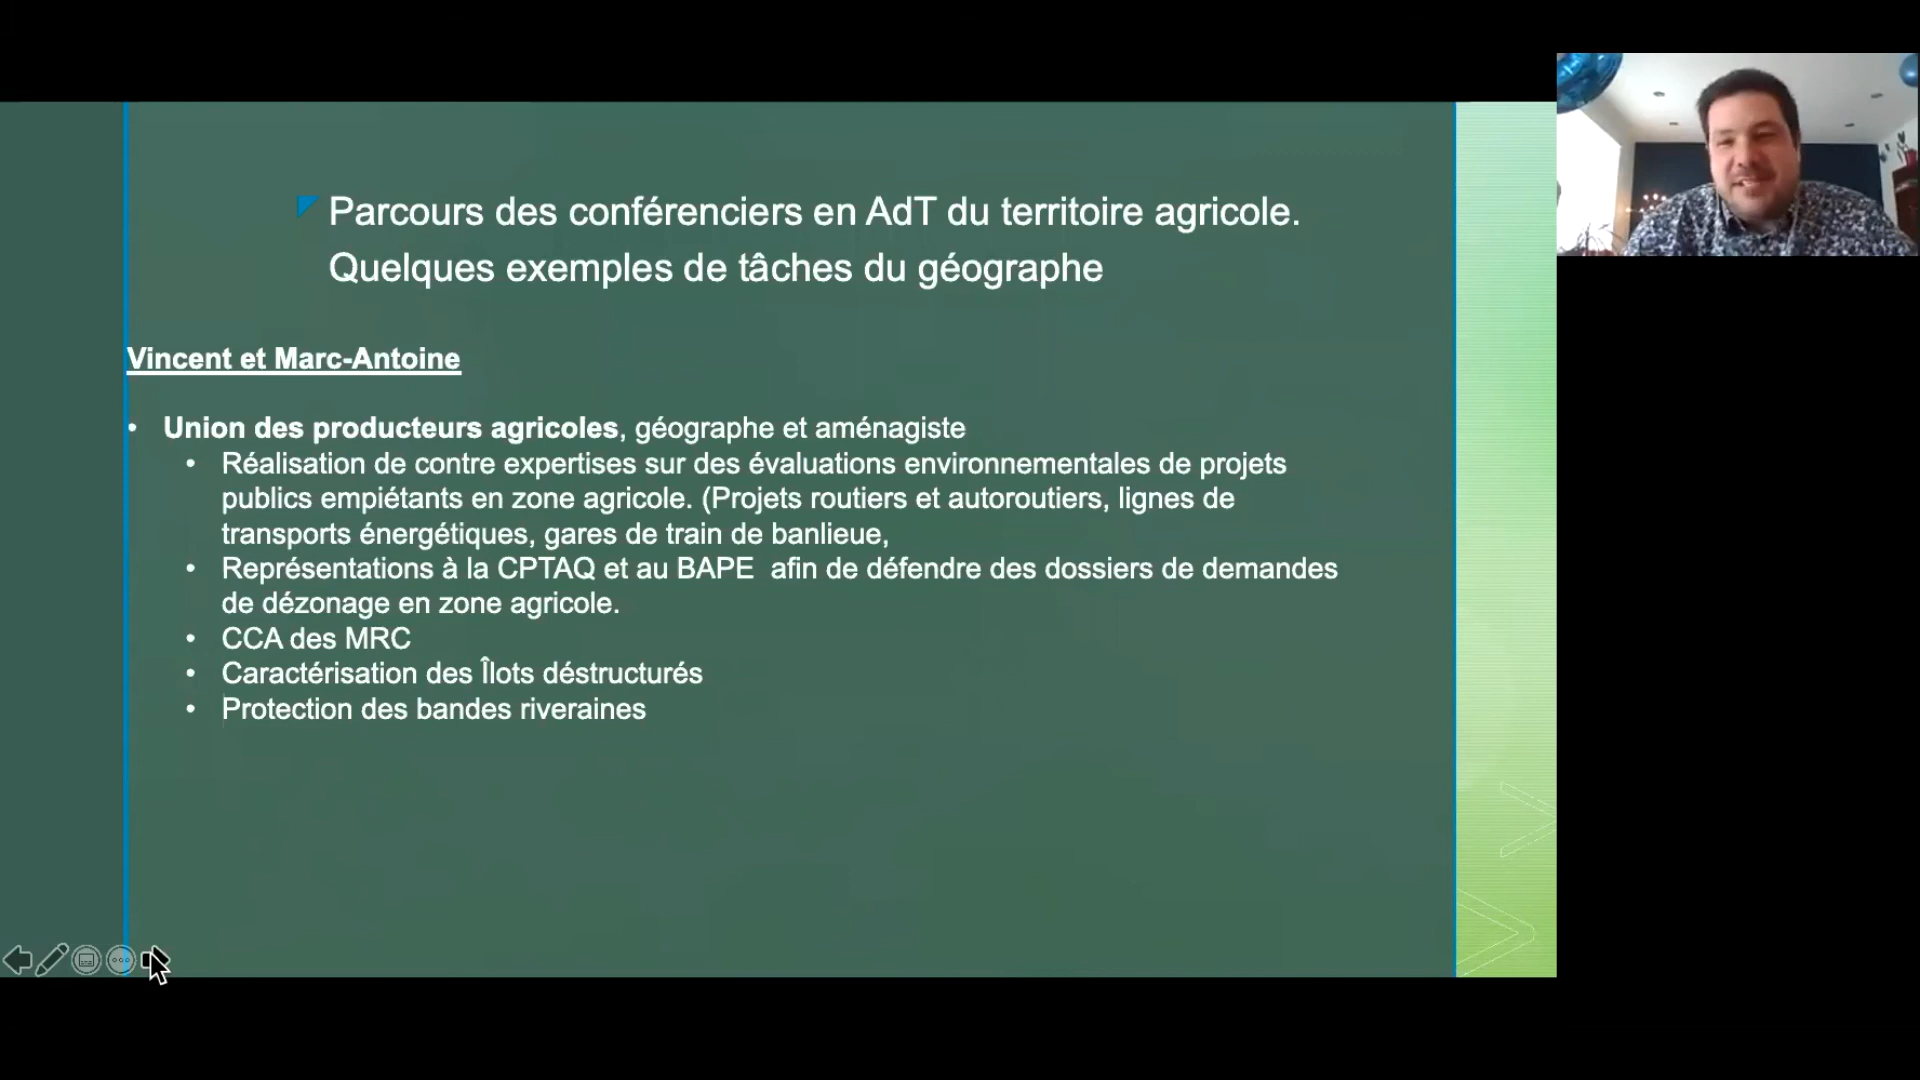 Parcours des conférenciers en AdT du territoire agricole.
Quelques exemples de tâches du géographe
Vincent et Marc-Antoine
• Union des producteurs agricoles, géographe et aménagiste
• Réalisation de contre expertises sur des évaluations environnementales de projets
publics empiétants en zone agricole. (Projets routiers et autoroutiers, lignes de
transports énergétiques, gares de train de banlieue,
• Représentations à la CPTAQ et au BAPE  afin de défendre des dossiers de demandes
de dézonage en zone agricole.
• CCA des MRC
• Caractérisation des Îlots déstructurés
• Protection des bandes riveraines